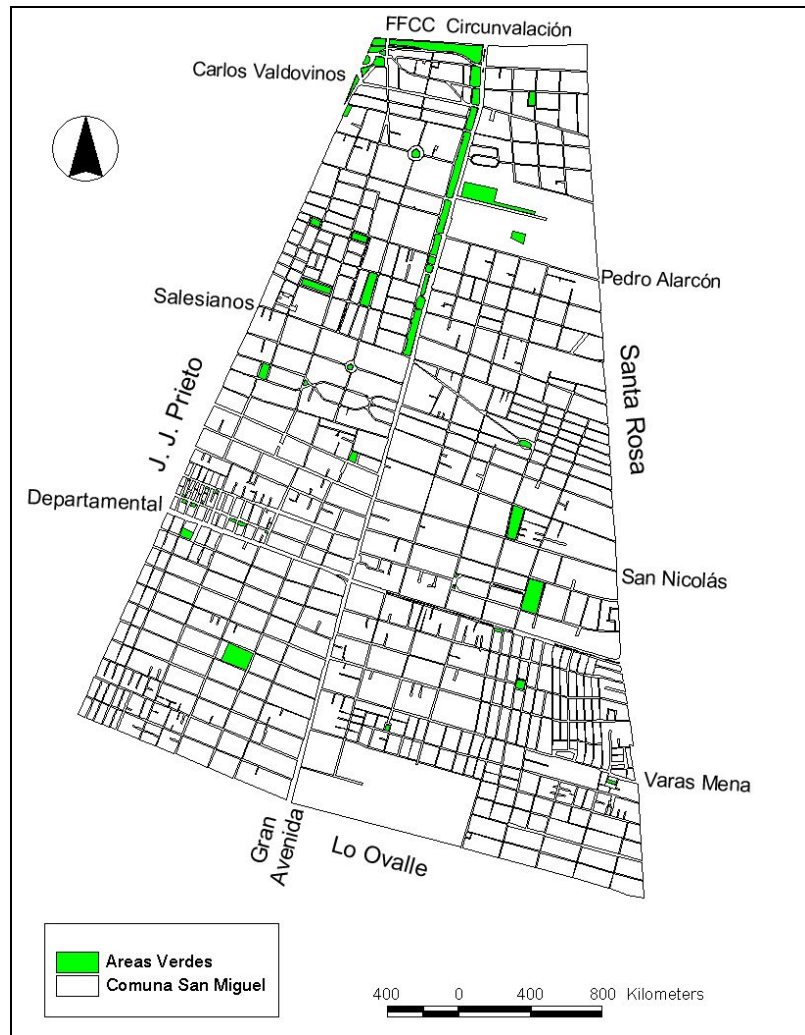 FFCC Circunvalación
Carlos Valdovinos
Pedro Alarcón
Salesianos
Santa Rosa
J. J. Prieto
Departamental
San Nicolás
Varas Mena
Gran
Avenida
Lo Ovalle
Areas Verdes
Comuna San Miguel
400 0 400 800 Kilometers